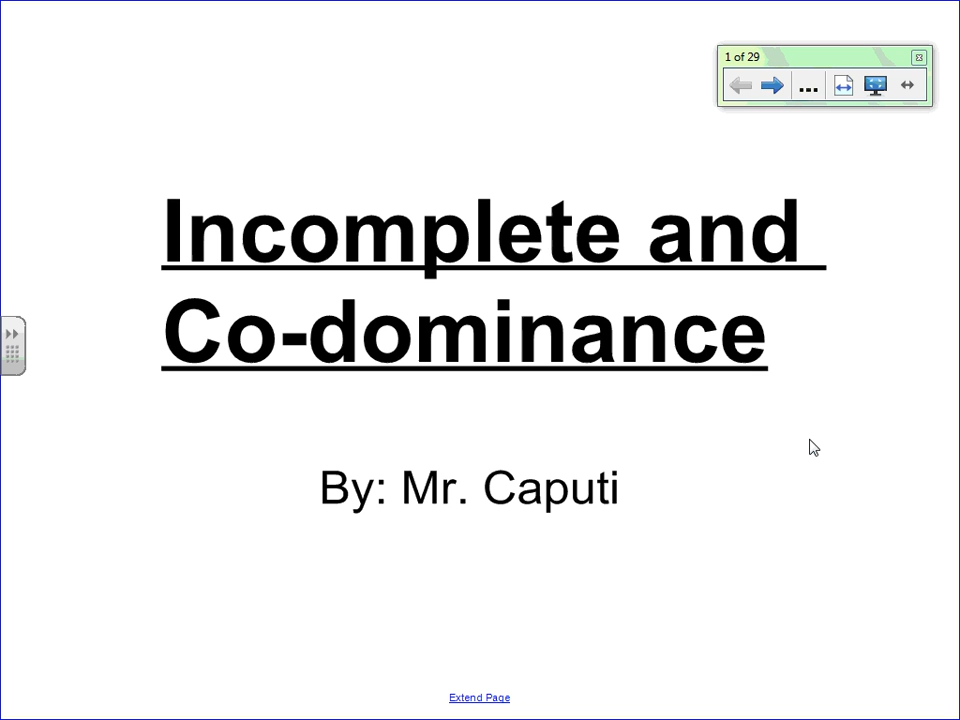 1 of 29
...
Incomplete and
Co-dominance
By: Mr. Caputi
Extend Page